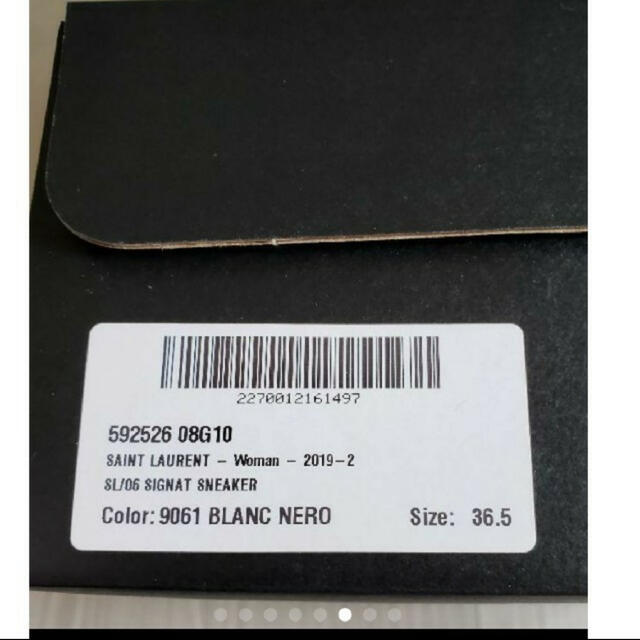 2270012161497
592526 08G10
SAINT LAURENT - Woman - 2019-2
SL/06 SIGNAT SNEAKER
Color: 9061 BLANC NERO Size: 36.5